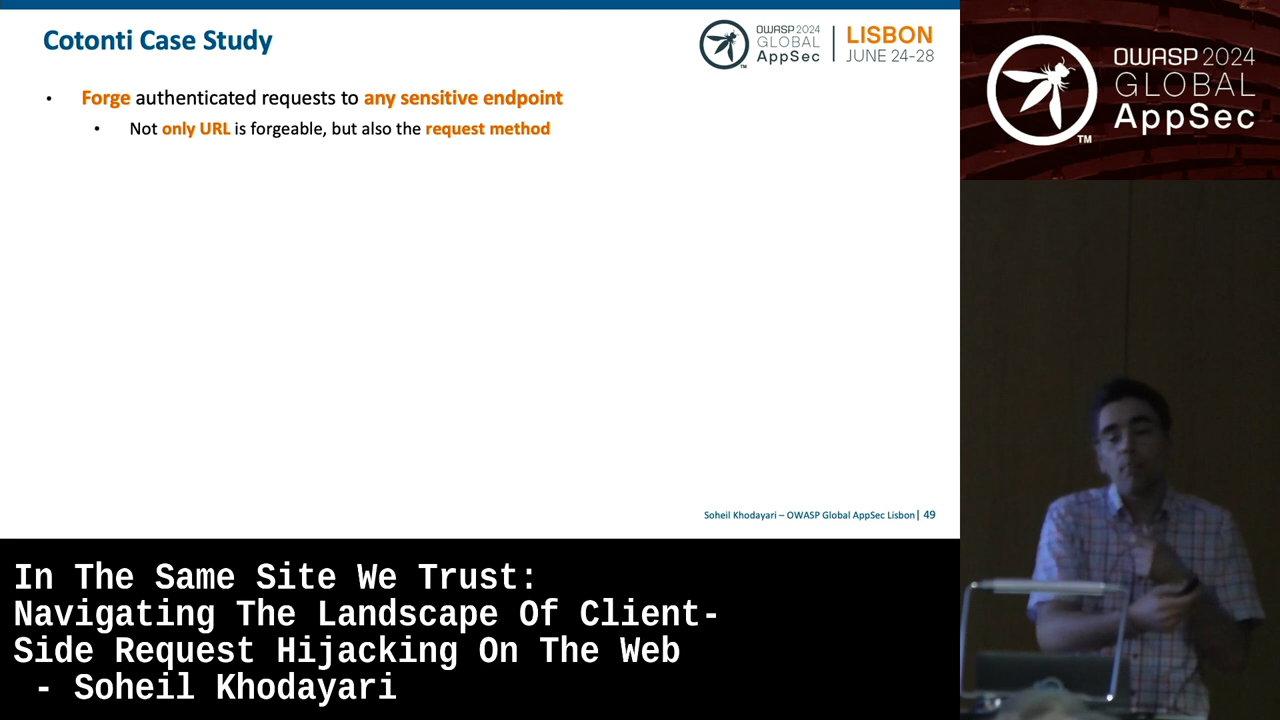 Cotonti Case Study
OWASP 2024
GLOBAL
AppSec
TM
LISBON
JUNE 24-28
• Forge authenticated requests to any sensitive endpoint
• Not only URL is forgeable, but also the request method
Soheil Khodayari – OWASP Global AppSec Lisbon| 49
OWASP 2024
GLOBAL
AppSec
TM
In The Same Site We Trust:
Navigating The Landscape Of Client-
Side Request Hijacking On The Web
- Soheil Khodayari